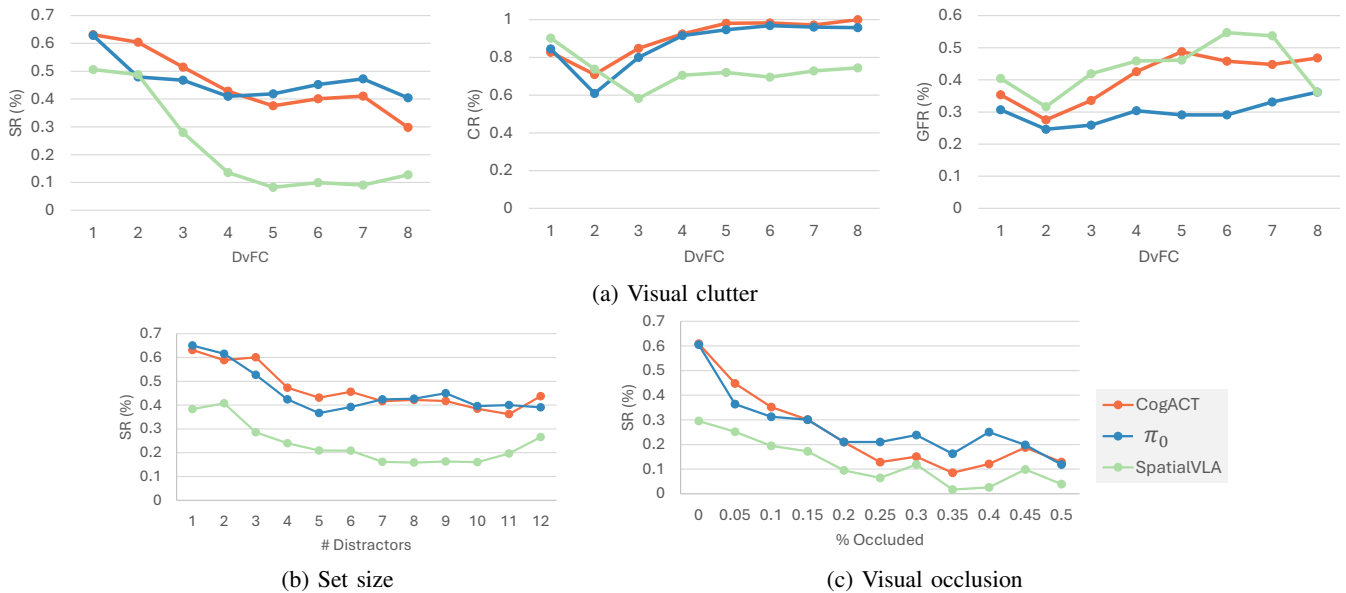 0.7
0.6
0.5
0.4
0.3
0.2
0.1
0
SR (%)
1 2 3 4 5 6 7 8
DvFC
1
0.8
0.6
0.4
0.2
0
CR (%)
1 2 3 4 5 6 7 8
DvFC
0.6
0.5
0.4
0.3
0.2
0.1
0
GFR (%)
1 2 3 4 5 6 7 8
DvFC
(a) Visual clutter
0.7
0.6
0.5
0.4
0.3
0.2
0.1
0
SR (%)
1 2 3 4 5 6 7 8 9 10 11 12
# Distractors
(b) Set size
0.7
0.6
0.5
0.4
0.3
0.2
0.1
0
SR (%)
0 0.05 0.1 0.15 0.2 0.25 0.3 0.35 0.4 0.45 0.5
% Occluded
(c) Visual occlusion
CogACT
π₀
SpatialVLA